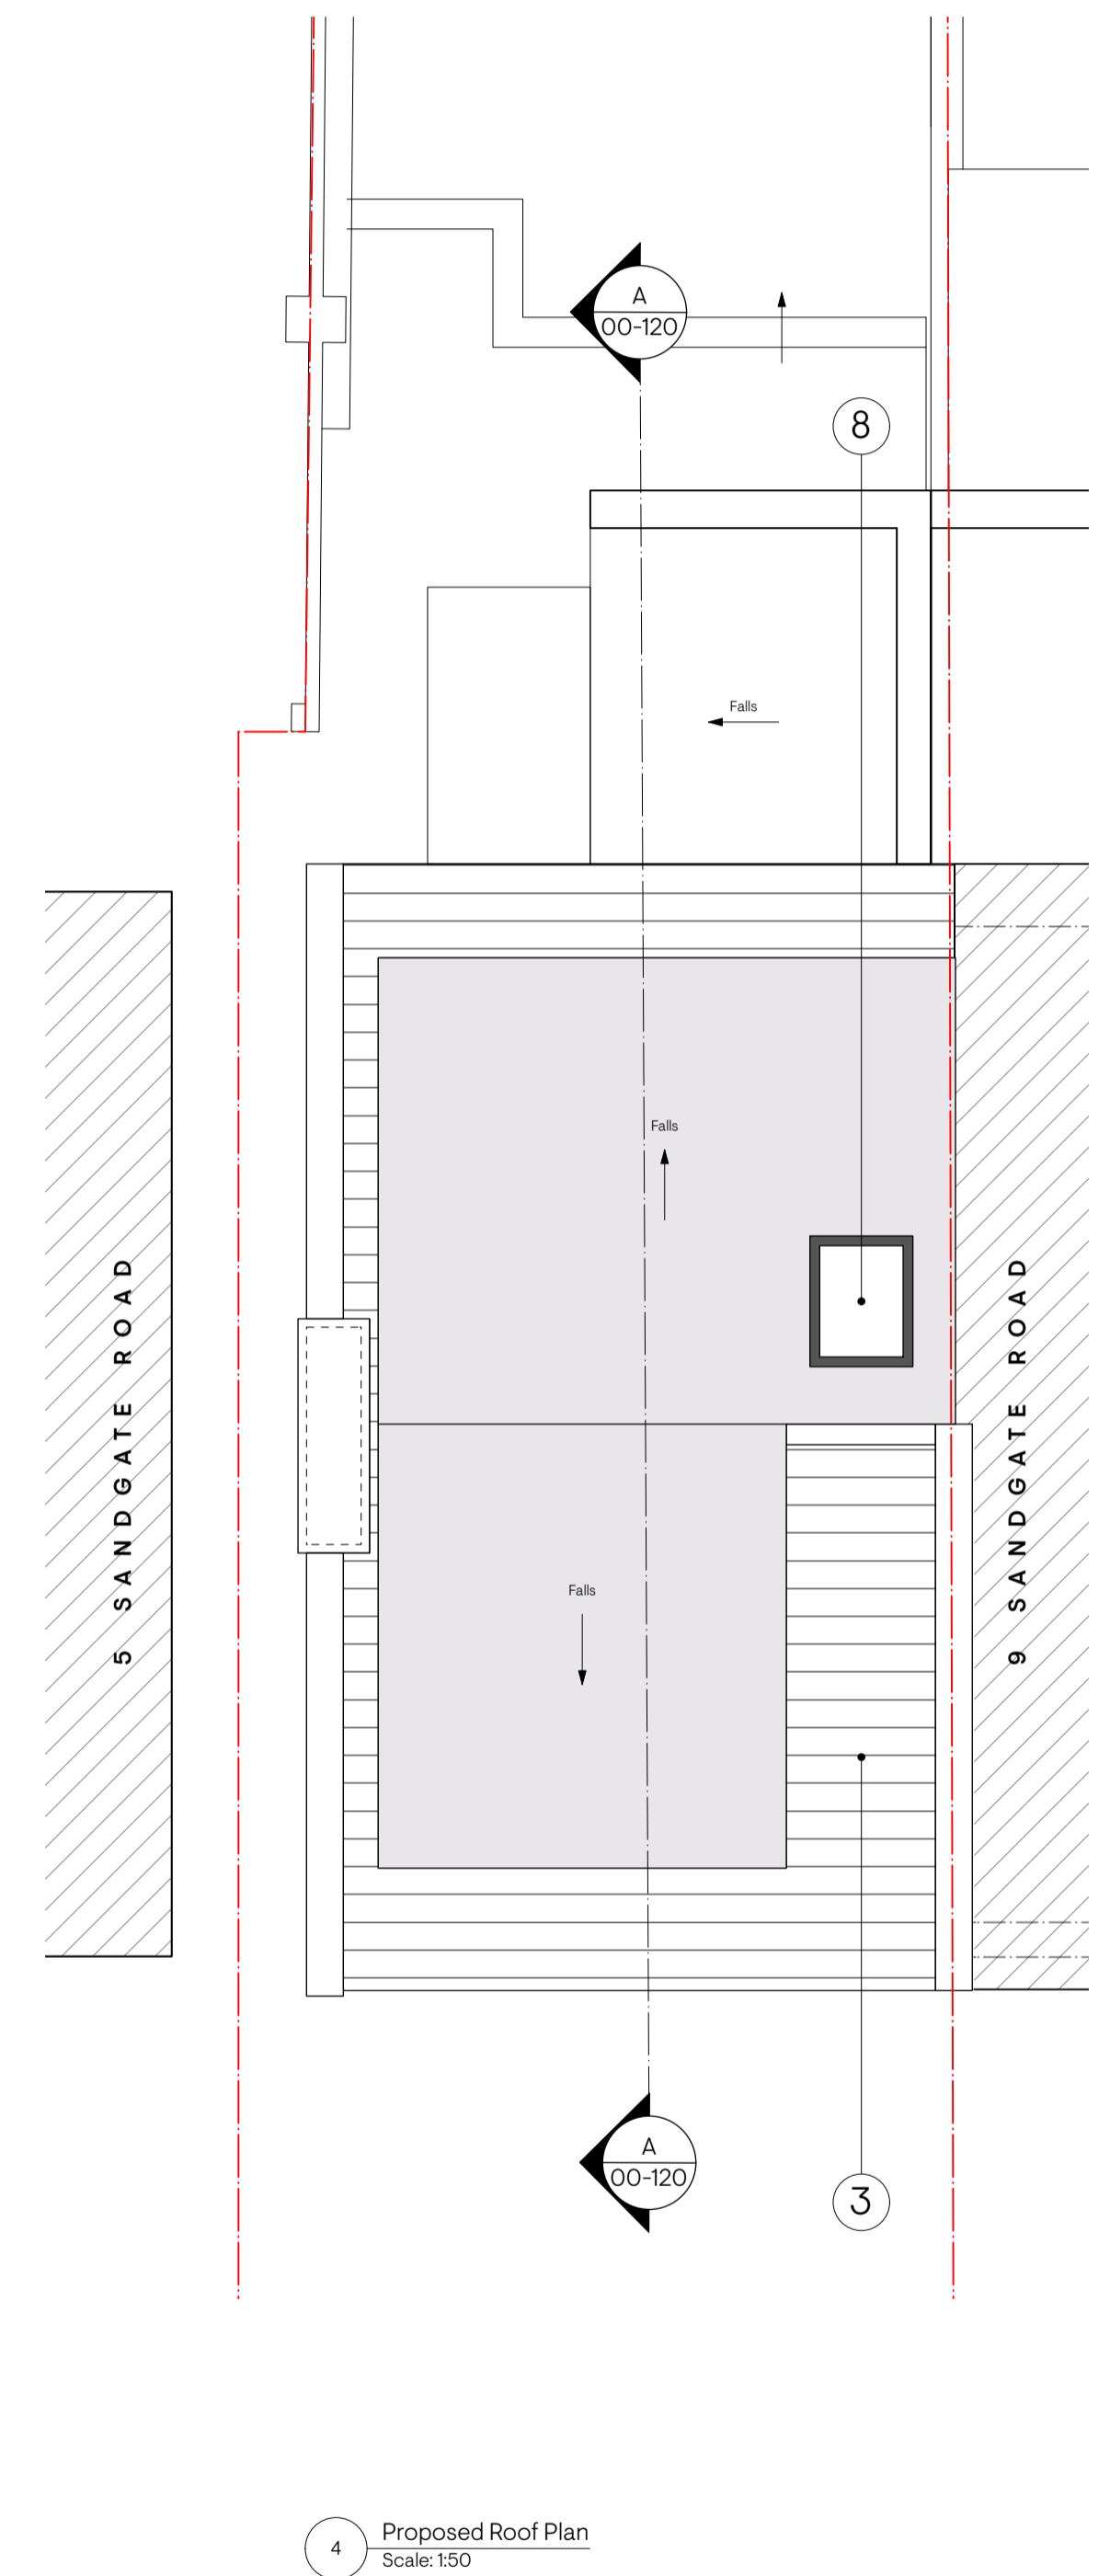 A
00-120
8
Falls
Falls
5 SANDGATE ROAD
9 SANDGATE ROAD
Falls
A
00-120
3
4
Proposed Roof Plan
Scale: 1:50